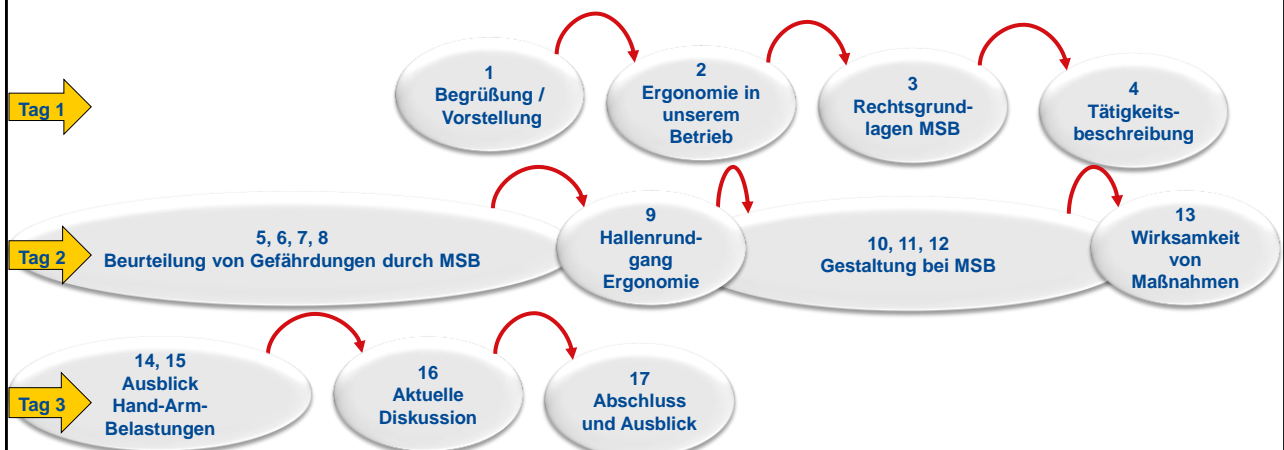 Tag 1
1
Begrüßung /
Vorstellung
2
Ergonomie in
unserem
Betrieb
3
Rechtsgrund-
lagen MSB
4
Tätigkeits-
beschreibung
Tag 2
5, 6, 7, 8
Beurteilung von Gefährdungen durch MSB
9
Hallenrund-
gang
Ergonomie
10, 11, 12
Gestaltung bei MSB
13
Wirksamkeit
von
Maßnahmen
Tag 3
14, 15
Ausblick
Hand-Arm-
Belastungen
16
Aktuelle
Diskussion
17
Abschluss
und Ausblick